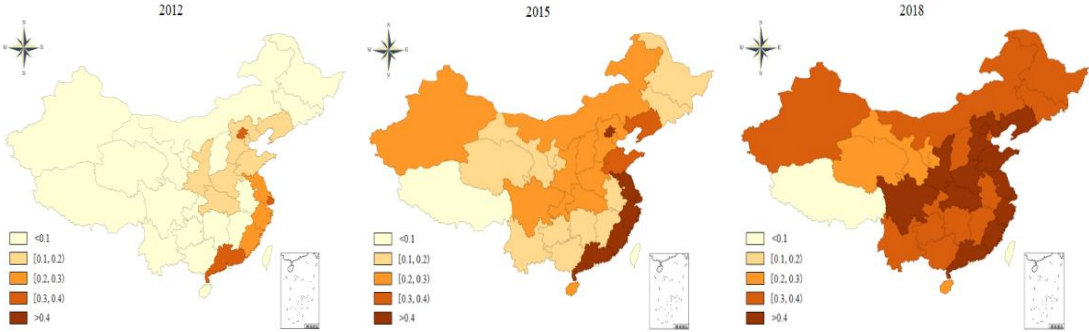 2012
2015
2018
N
W
E
S
N
W
E
S
N
W
E
S
<0.1
[0.1, 0.2)
[0.2, 0.3)
[0.3, 0.4)
>0.4
<0.1
[0.1, 0.2)
[0.2, 0.3)
[0.3, 0.4)
>0.4
<0.1
[0.1, 0.2)
[0.2, 0.3)
[0.3, 0.4)
>0.4